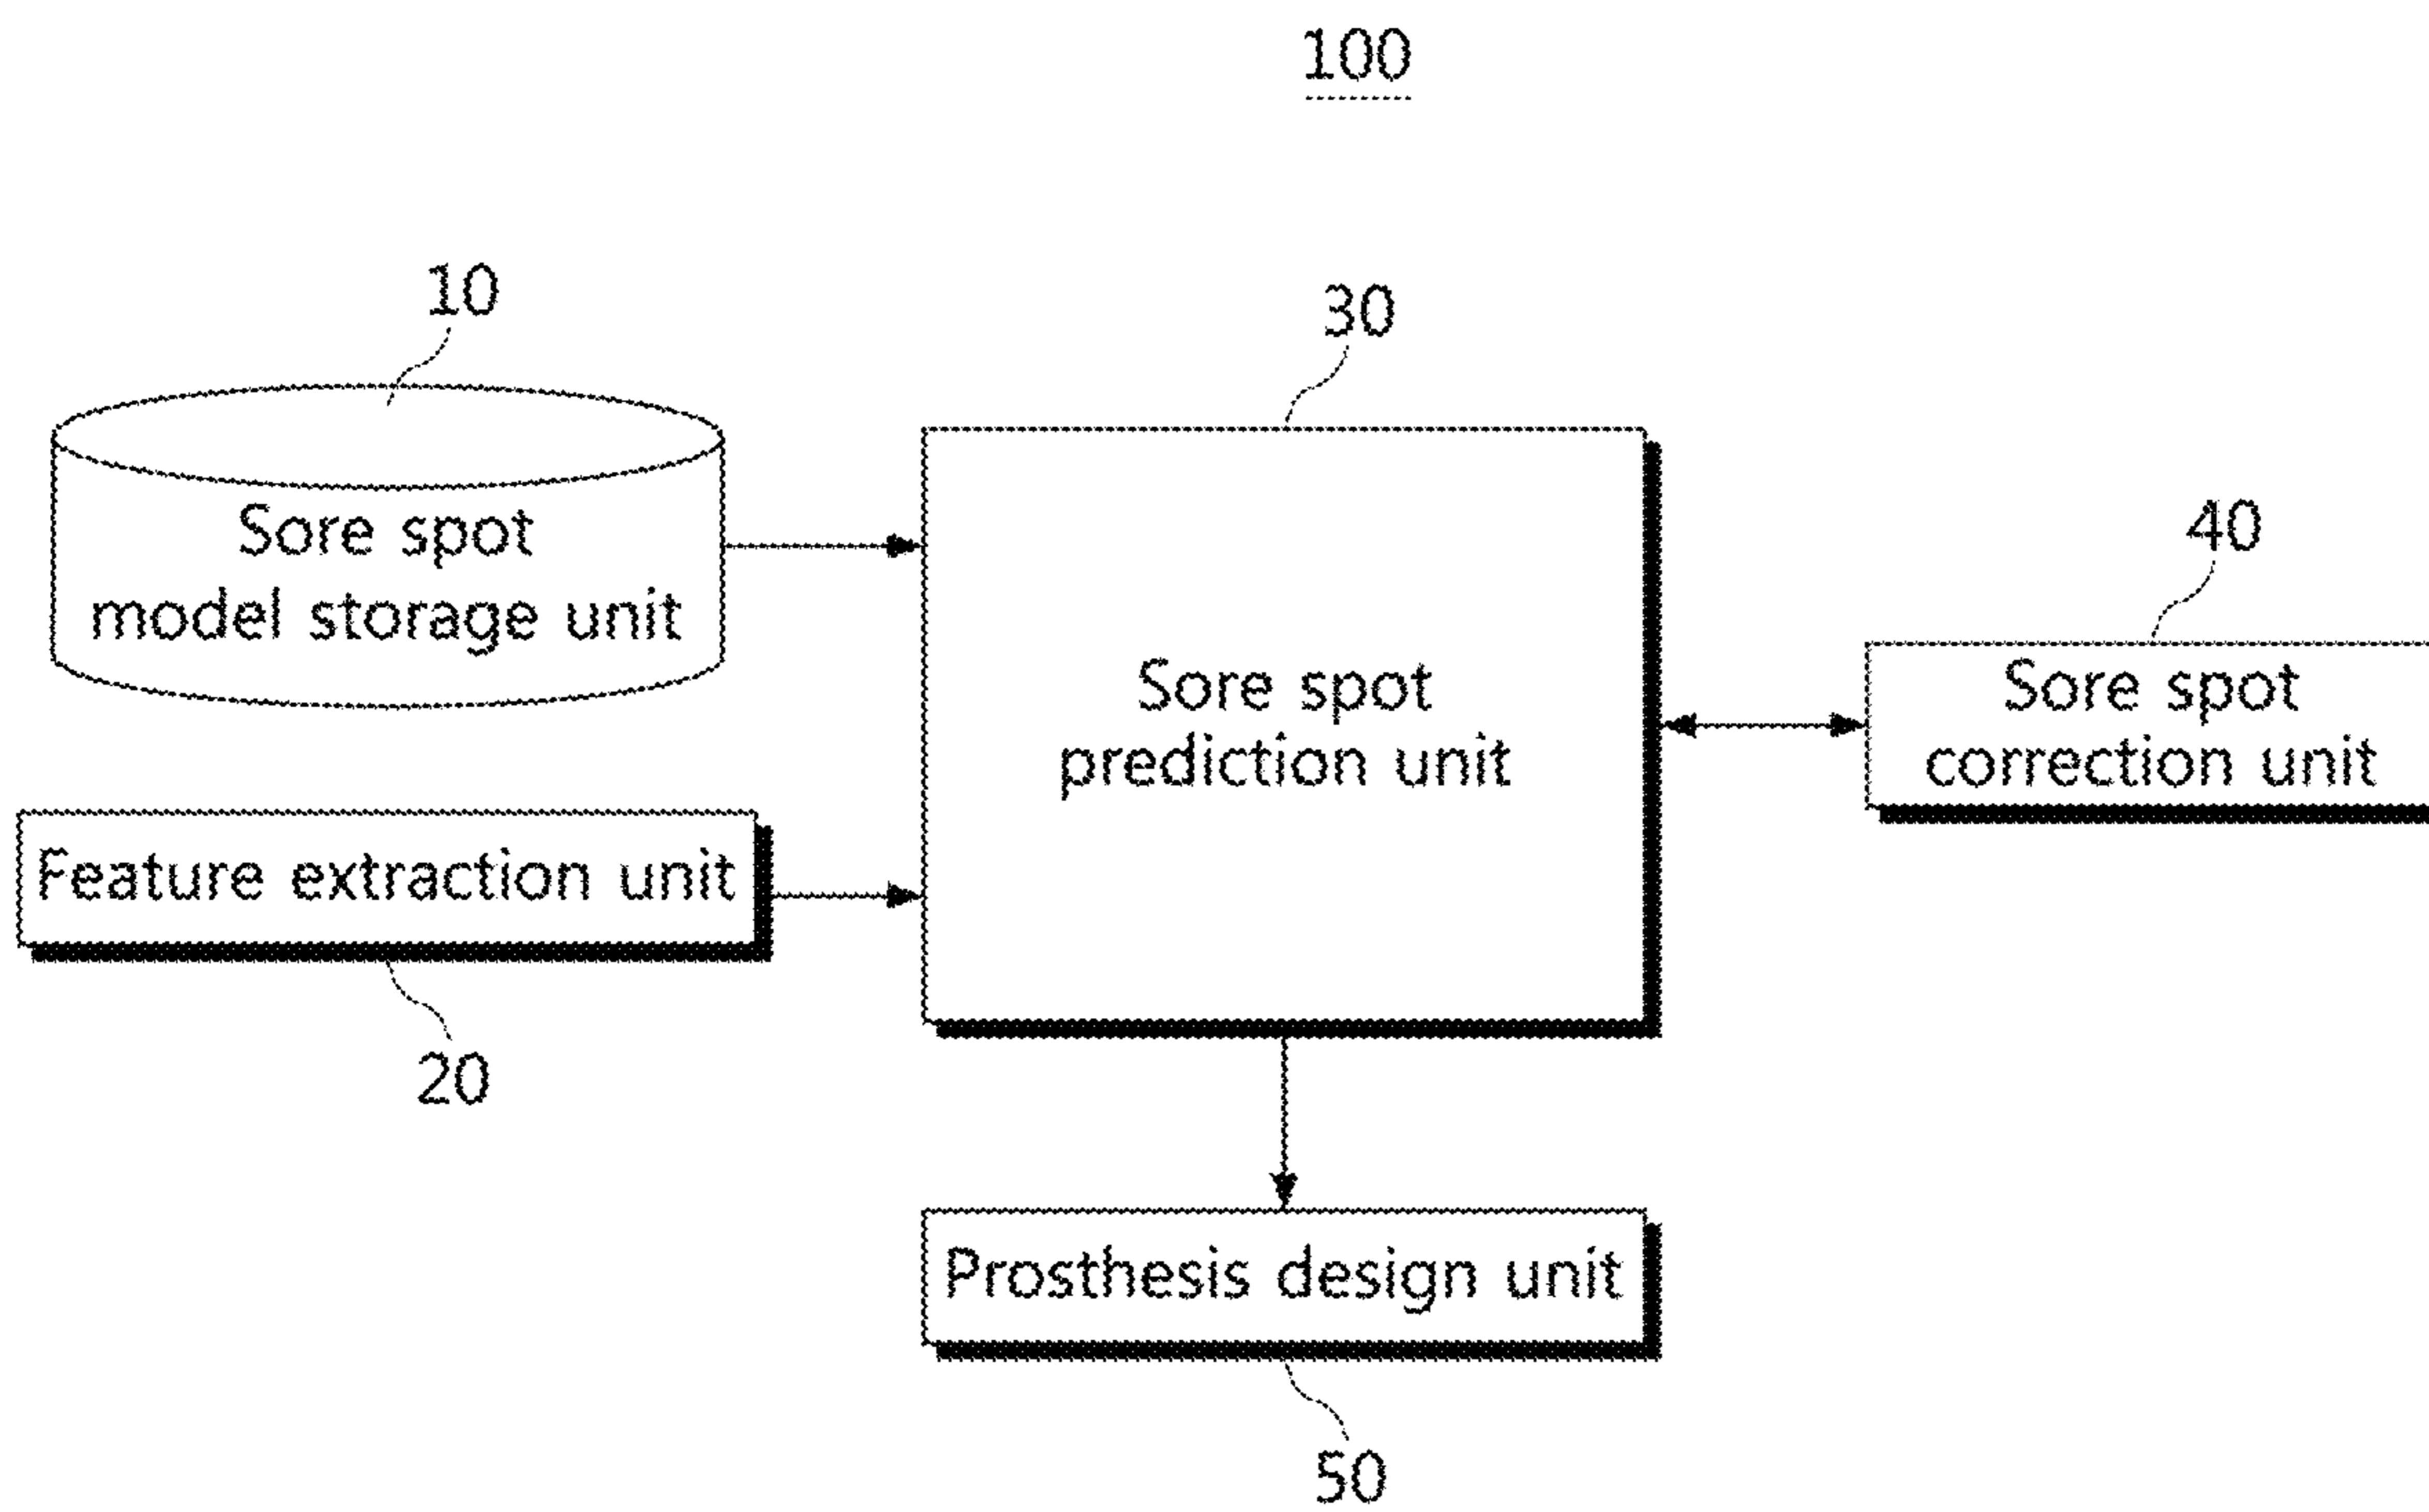 100
10
30
Sore spot
model storage unit
40
Sore spot
prediction unit
Sore spot
correction unit
Feature extraction unit
20
Prosthesis design unit
50